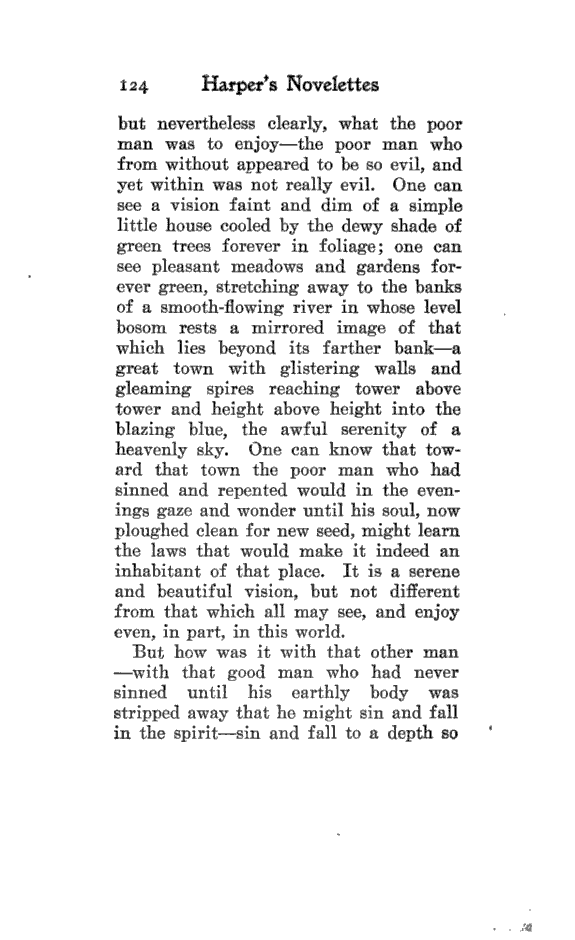 124 Harper's Novelettes
but nevertheless clearly, what the poor
man was to enjoy—the poor man who
from without appeared to be so evil, and
yet within was not really evil. One can
see a vision faint and dim of a simple
little house cooled by the dewy shade of
green trees forever in foliage; one can
see pleasant meadows and gardens for-
ever green, stretching away to the banks
of a smooth-flowing river in whose level
bosom rests a mirrored image of that
which lies beyond its farther bank—a
great town with glistering walls and
gleaming spires reaching tower above
tower and height above height into the
blazing blue, the awful serenity of a
heavenly sky. One can know that tow-
ard that town the poor man who had
sinned and repented would in the even-
ings gaze and wonder until his soul, now
ploughed clean for new seed, might learn
the laws that would make it indeed an
inhabitant of that place. It is a serene
and beautiful vision, but not different
from that which all may see, and enjoy
even, in part, in this world.
But how was it with that other man
—with that good man who had never
sinned until his earthly body was
stripped away that he might sin and fall
in the spirit—sin and fall to a depth so